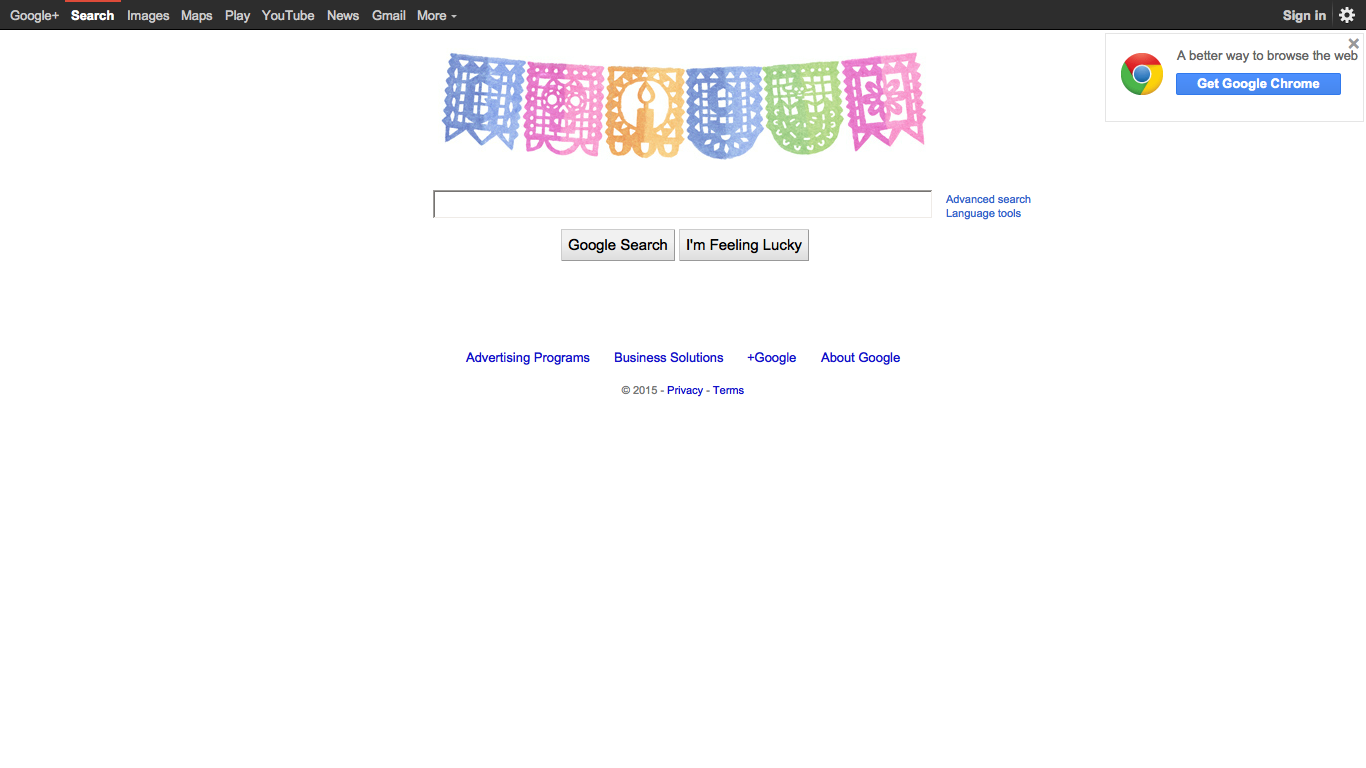 Google+ Search Images Maps Play YouTube News Gmail More Sign in
A better way to browse the web
Get Google Chrome
Advanced search
Language tools
Google Search I'm Feeling Lucky
Advertising Programs Business Solutions +Google About Google
© 2015 - Privacy - Terms